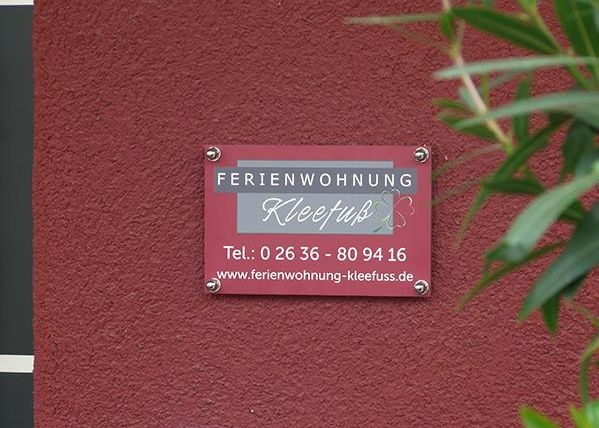 FERIENWOHNUNG
Kleefuß
Tel.: 0 26 36 - 80 94 16
www.ferienwohnung-kleefuss.de